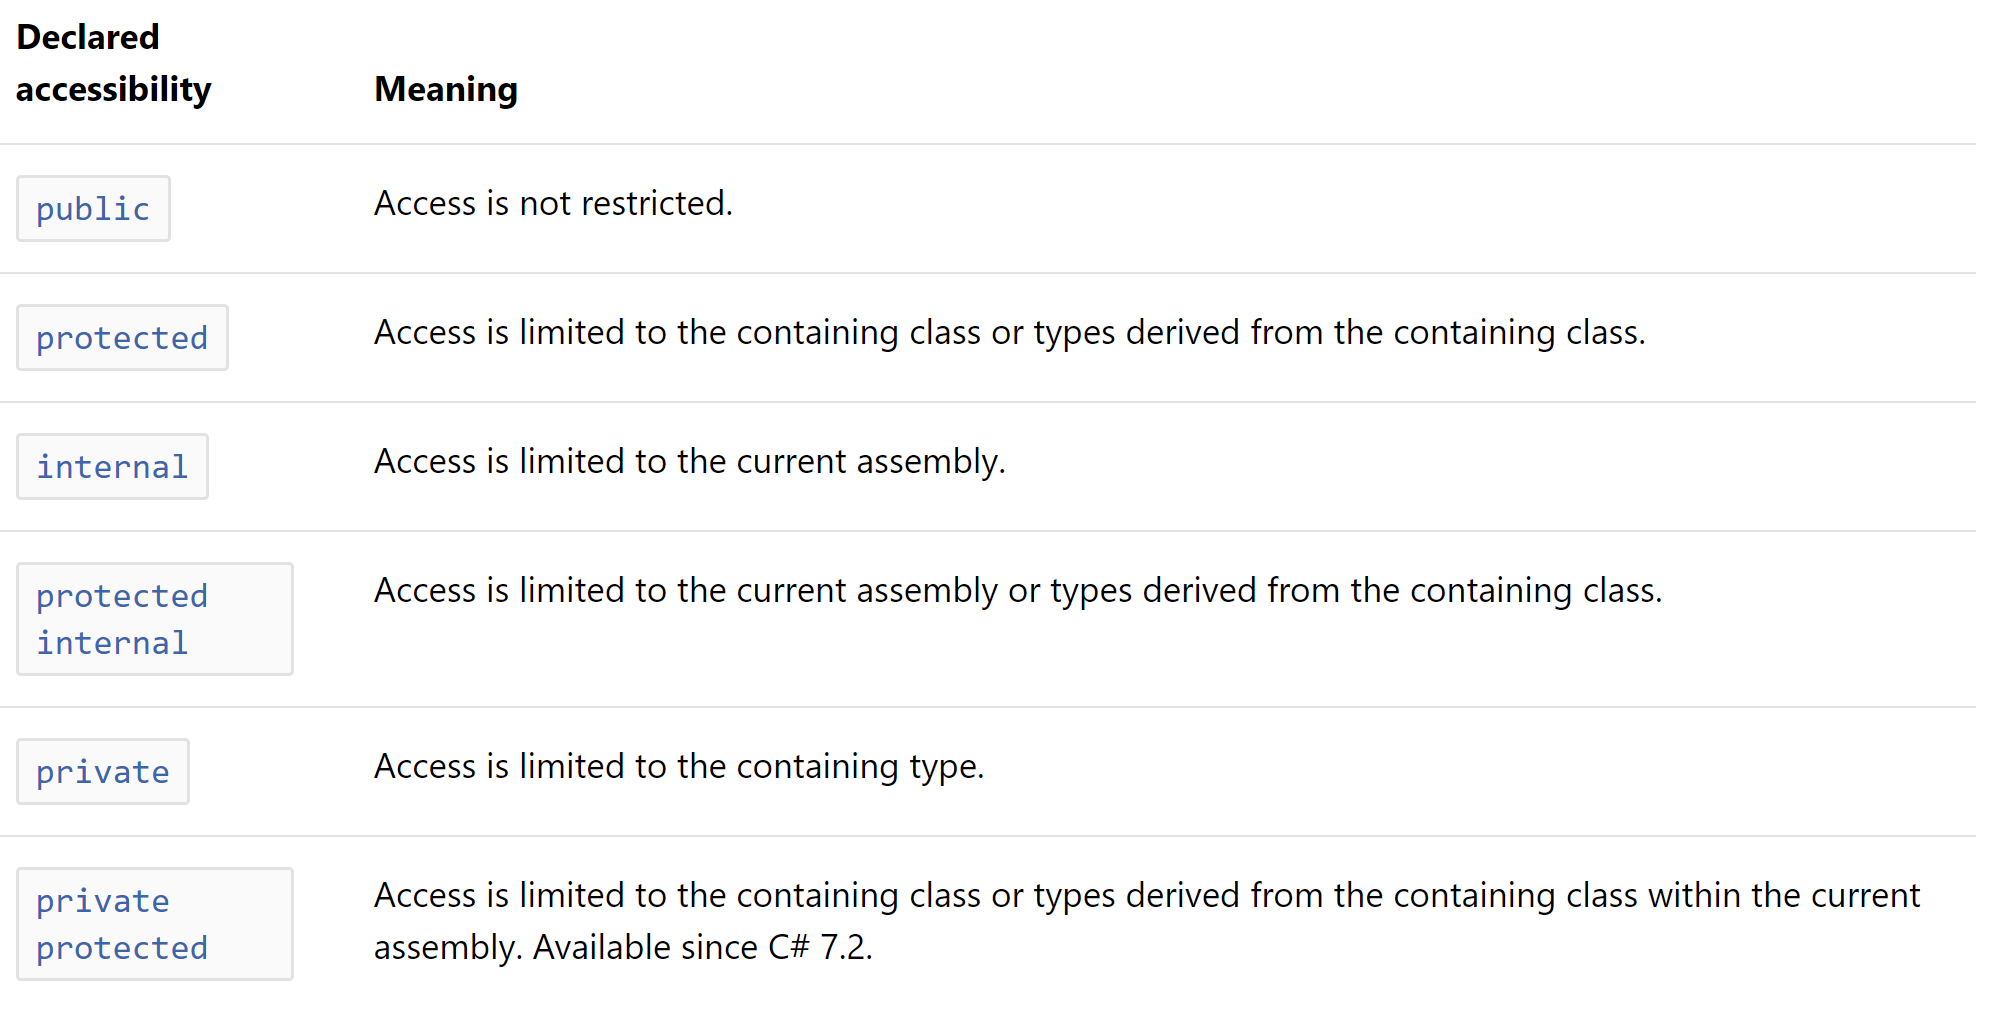 Declared
accessibility
Meaning
public
Access is not restricted.
protected
Access is limited to the containing class or types derived from the containing class.
internal
Access is limited to the current assembly.
protected
internal
Access is limited to the current assembly or types derived from the containing class.
private
Access is limited to the containing type.
private
protected
Access is limited to the containing class or types derived from the containing class within the current
assembly. Available since C# 7.2.